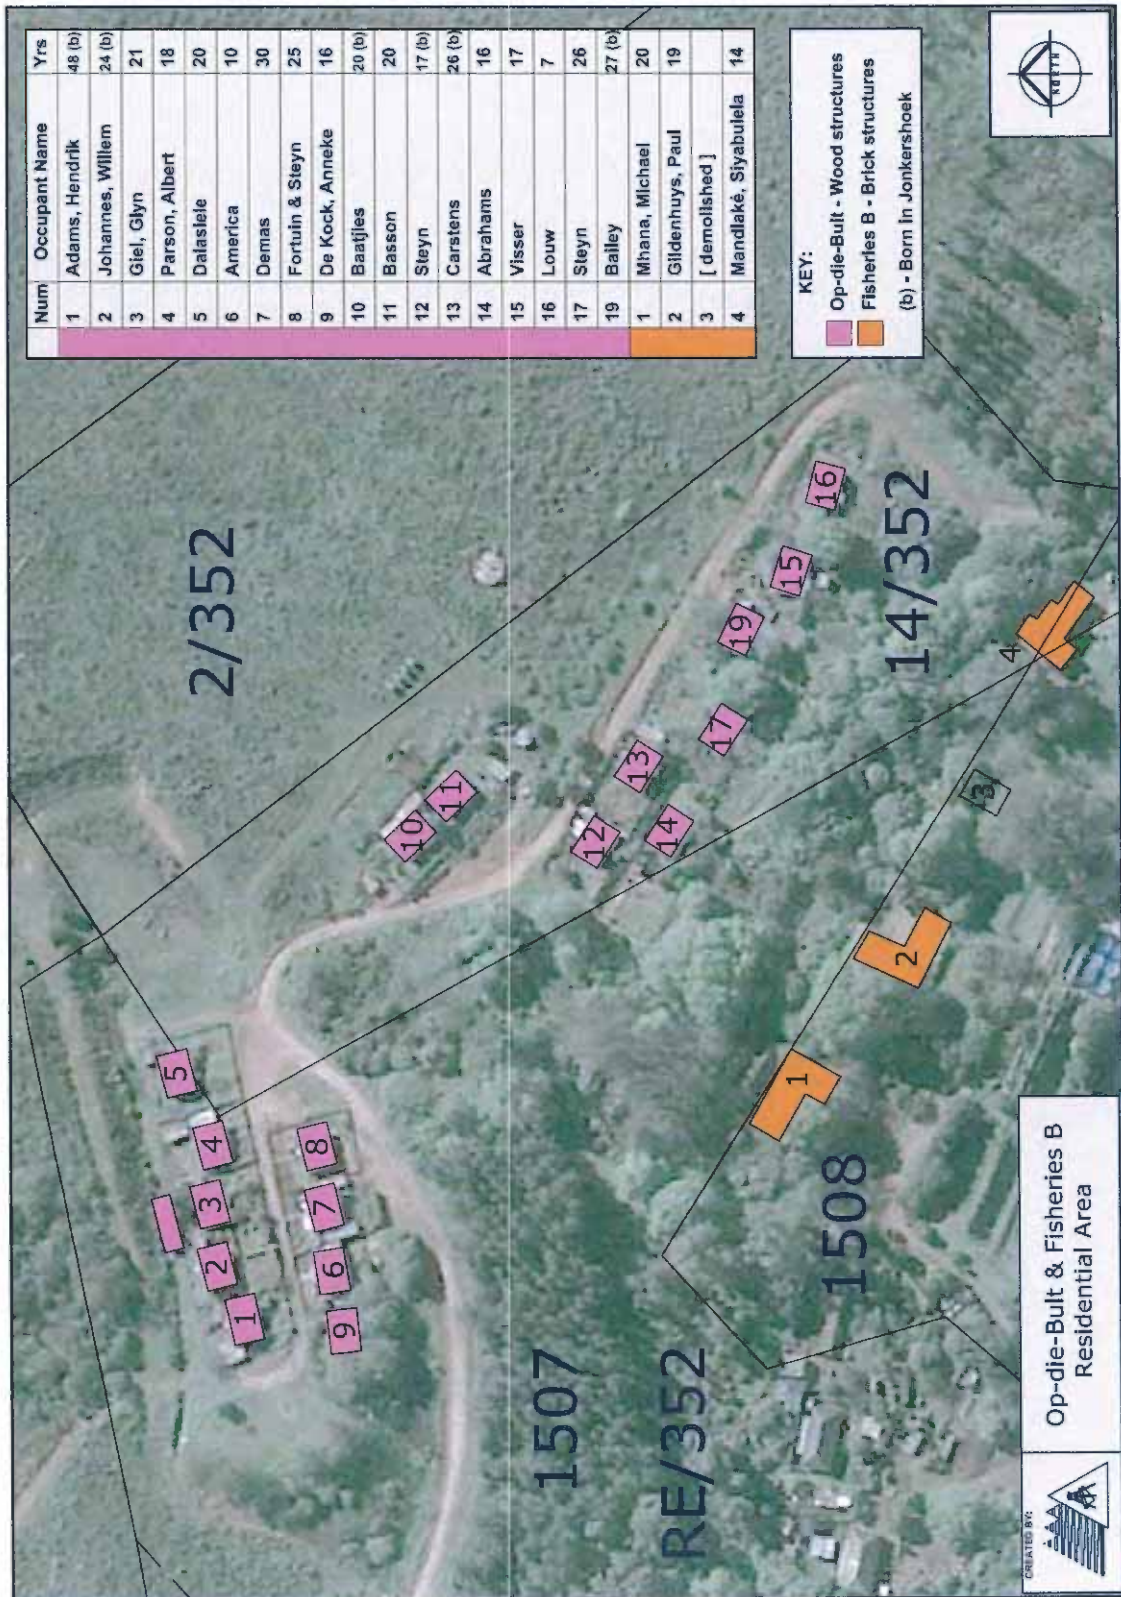 Num Occupant Name Yrs
1 Adams, Hendrik 48 (b)
2 Johannes, Willem 24 (b)
3 Giel, Glyn 21
4 Parson, Albert 18
5 Dalaslele 20
6 America 10
7 Demas 30
8 Fortuin & Steyn 25
9 De Kock, Anneke 16
10 Baatjies 20 (b)
11 Basson 20
12 Steyn 17 (b)
13 Carstens 26 (b)
14 Abrahams 16
15 Visser 17
16 Louw 7
17 Steyn 26
19 Bailey 27 (b)
1 Mhana, Michael 20
2 Gildenhuys, Paul 19
3 [ demolished ]
4 Mandlaké, Siyabulela 14
KEY:
Op-die-Bult - Wood structures
Fisheries B - Brick structures
(b) - Born in Jonkershoek
NORTH
2/352
5
4
3
2
1
8
7
6
9
10
11
12
13
14
17
19
15
16
14/352
1507
RE/352
1508
1
2
3
4
CREATED BY:
Op-die-Bult & Fisheries B
Residential Area